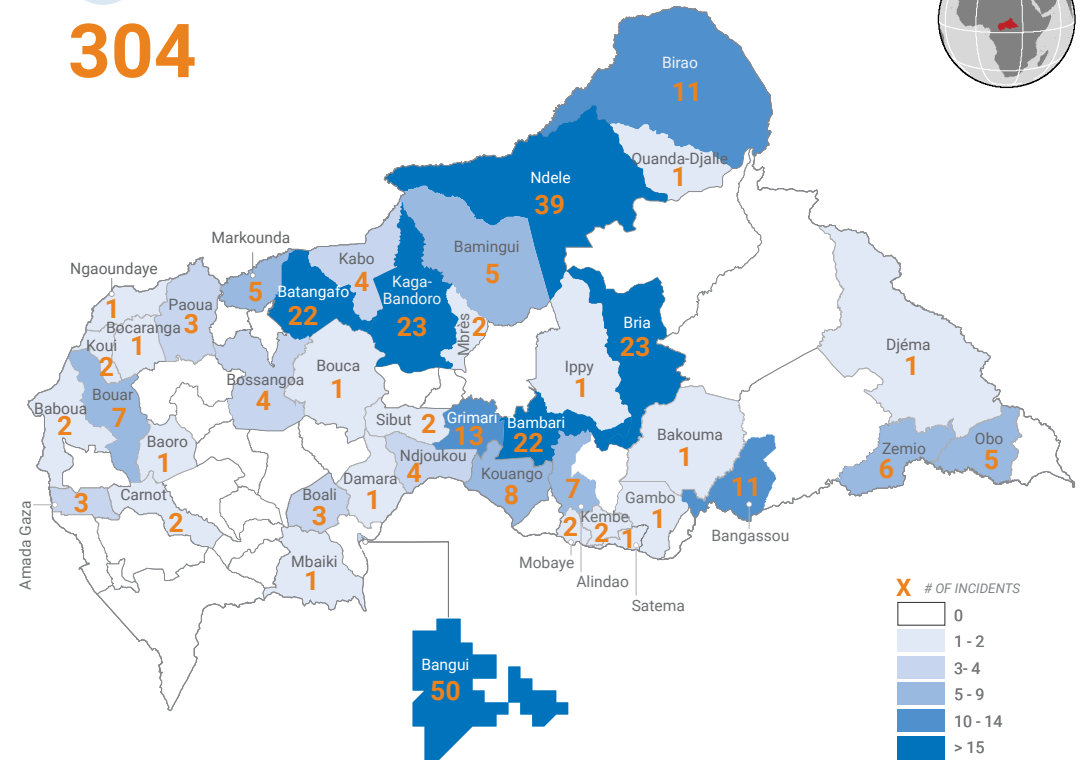 304
Birao
11
Ouanda-Djalle
1
Ndele
39
Markounda
5
Kabo
4
Bamingui
5
Ngaoundaye
1
Paoua
3
Batangafo
22
Kaga-
Bandoro
23
Mbrès
2
Bocaranga
1
Koui
2
Bria
23
Djéma
1
Bossangoa
4
Bouca
1
Ippy
1
Bouar
7
Baboua
2
Baoro
1
Sibut 2
Grimari
13
Bambari
22
Bakouma
1
Zemio
6
Obo
5
Ndjoukou
4
Kouango
8
7
Damara
1
Boali
3
Carnot
2
3
Amada Gaza
Gambo
1
11
Bangassou
Kembe
2
2
1
Mobaye
Alindao
Satema
Mbaiki
1
Bangui
50
X # OF INCIDENTS
0
1 - 2
3- 4
5 - 9
10 - 14
> 15